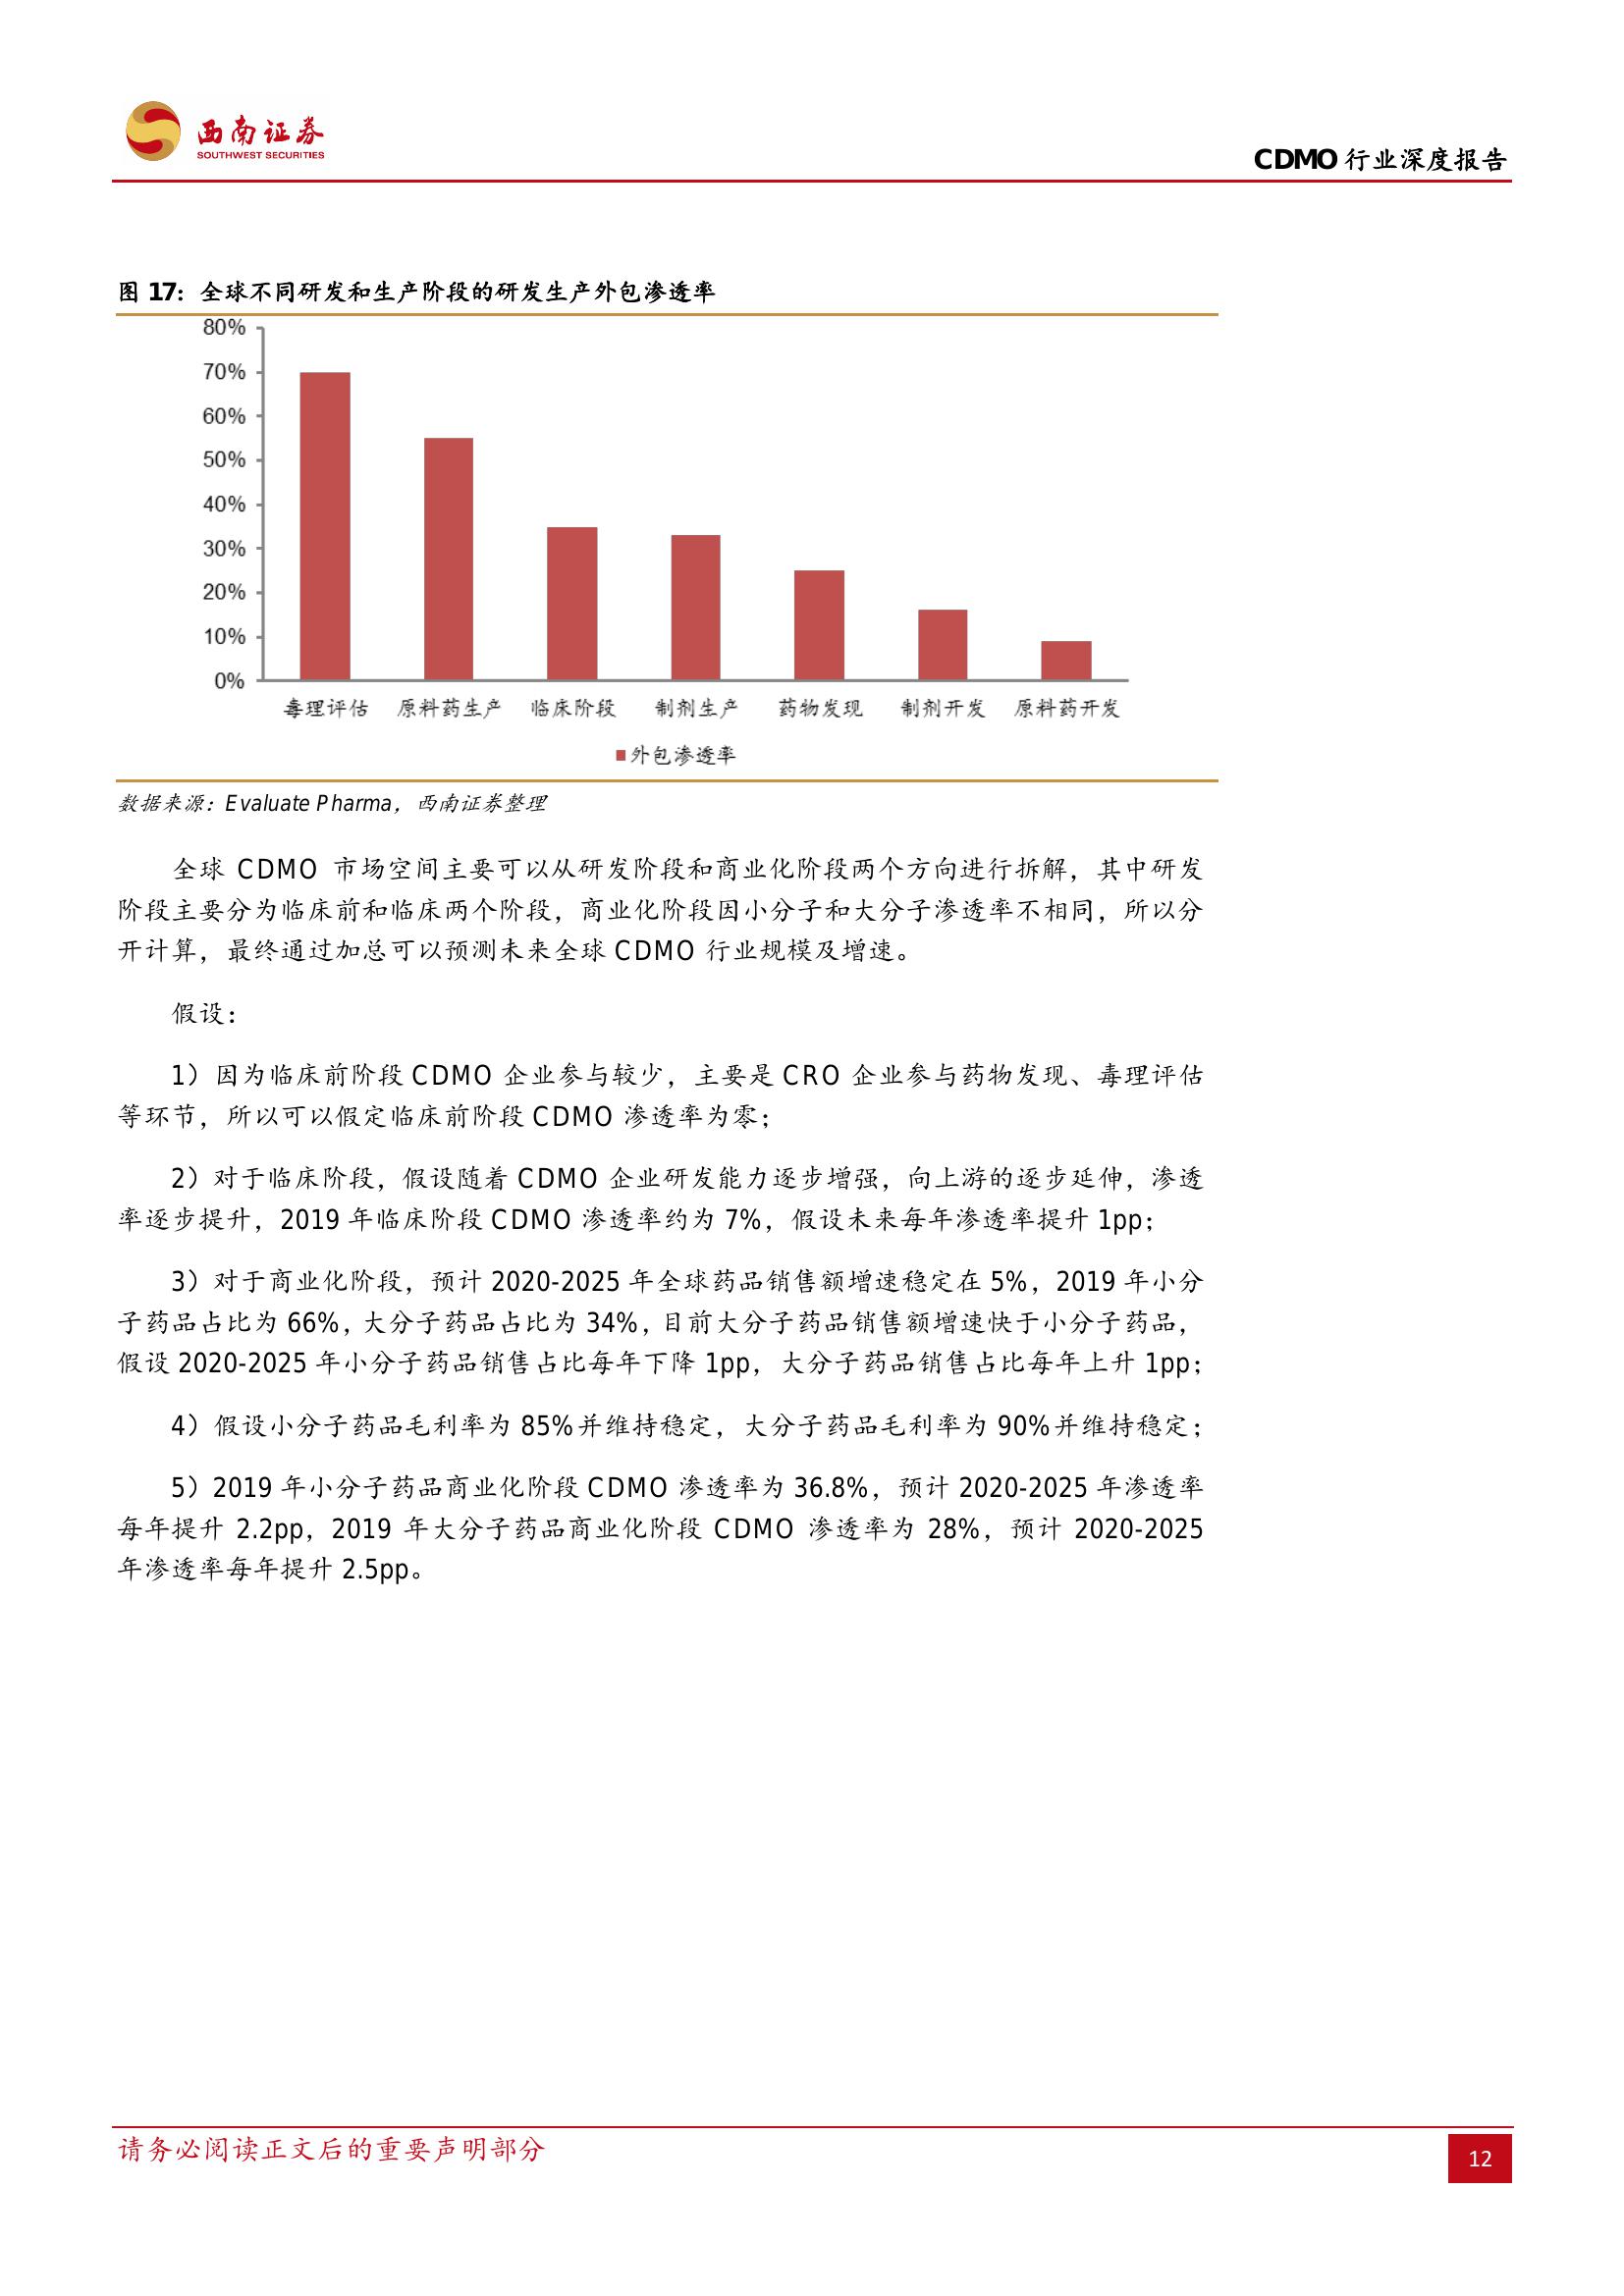 西南证券
SOUTHWEST SECURITIES
CDMO 行业深度报告
图 17：全球不同研发和生产阶段的研发生产外包渗透率
80%
70%
60%
50%
40%
30%
20%
10%
0%
毒理评估 原料药生产 临床阶段 制剂生产 药物发现 制剂开发 原料药开发
外包渗透率
数据来源：Evaluate Pharma，西南证券整理
全球 CDMO 市场空间主要可以从研发阶段和商业化阶段两个方向进行拆解，其中研发
阶段主要分为临床前和临床两个阶段，商业化阶段因小分子和大分子渗透率不相同，所以分
开计算，最终通过加总可以预测未来全球 CDMO 行业规模及增速。
假设：
1）因为临床前阶段 CDMO 企业参与较少，主要是 CRO 企业参与药物发现、毒理评估
等环节，所以可以假定临床前阶段 CDMO 渗透率为零；
2）对于临床阶段，假设随着 CDMO 企业研发能力逐步增强，向上游的逐步延伸，渗透
率逐步提升，2019 年临床阶段 CDMO 渗透率约为 7%，假设未来每年渗透率提升 1pp；
3）对于商业化阶段，预计 2020-2025 年全球药品销售额增速稳定在 5%，2019 年小分
子药品占比为 66%，大分子药品占比为 34%，目前大分子药品销售额增速快于小分子药品，
假设 2020-2025 年小分子药品销售占比每年下降 1pp，大分子药品销售占比每年上升 1pp；
4）假设小分子药品毛利率为 85%并维持稳定，大分子药品毛利率为 90%并维持稳定；
5）2019 年小分子药品商业化阶段 CDMO 渗透率为 36.8%，预计 2020-2025 年渗透率
每年提升 2.2pp，2019 年大分子药品商业化阶段 CDMO 渗透率为 28%，预计 2020-2025
年渗透率每年提升 2.5pp。
请务必阅读正文后的重要声明部分
12